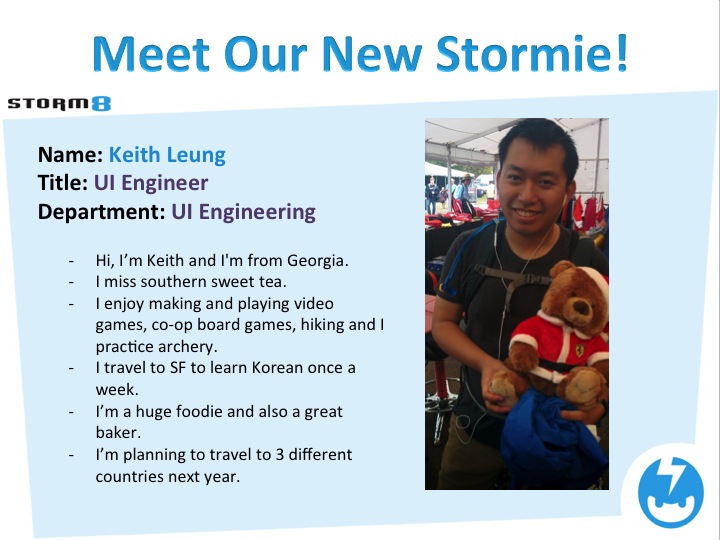 Meet Our New Stormie!
STORM8
Name: Keith Leung
Title: UI Engineer
Department: UI Engineering
- Hi, I’m Keith and I'm from Georgia.
- I miss southern sweet tea.
- I enjoy making and playing video
games, co-op board games, hiking and I
practice archery.
- I travel to SF to learn Korean once a
week.
- I’m a huge foodie and also a great
baker.
- I’m planning to travel to 3 different
countries next year.